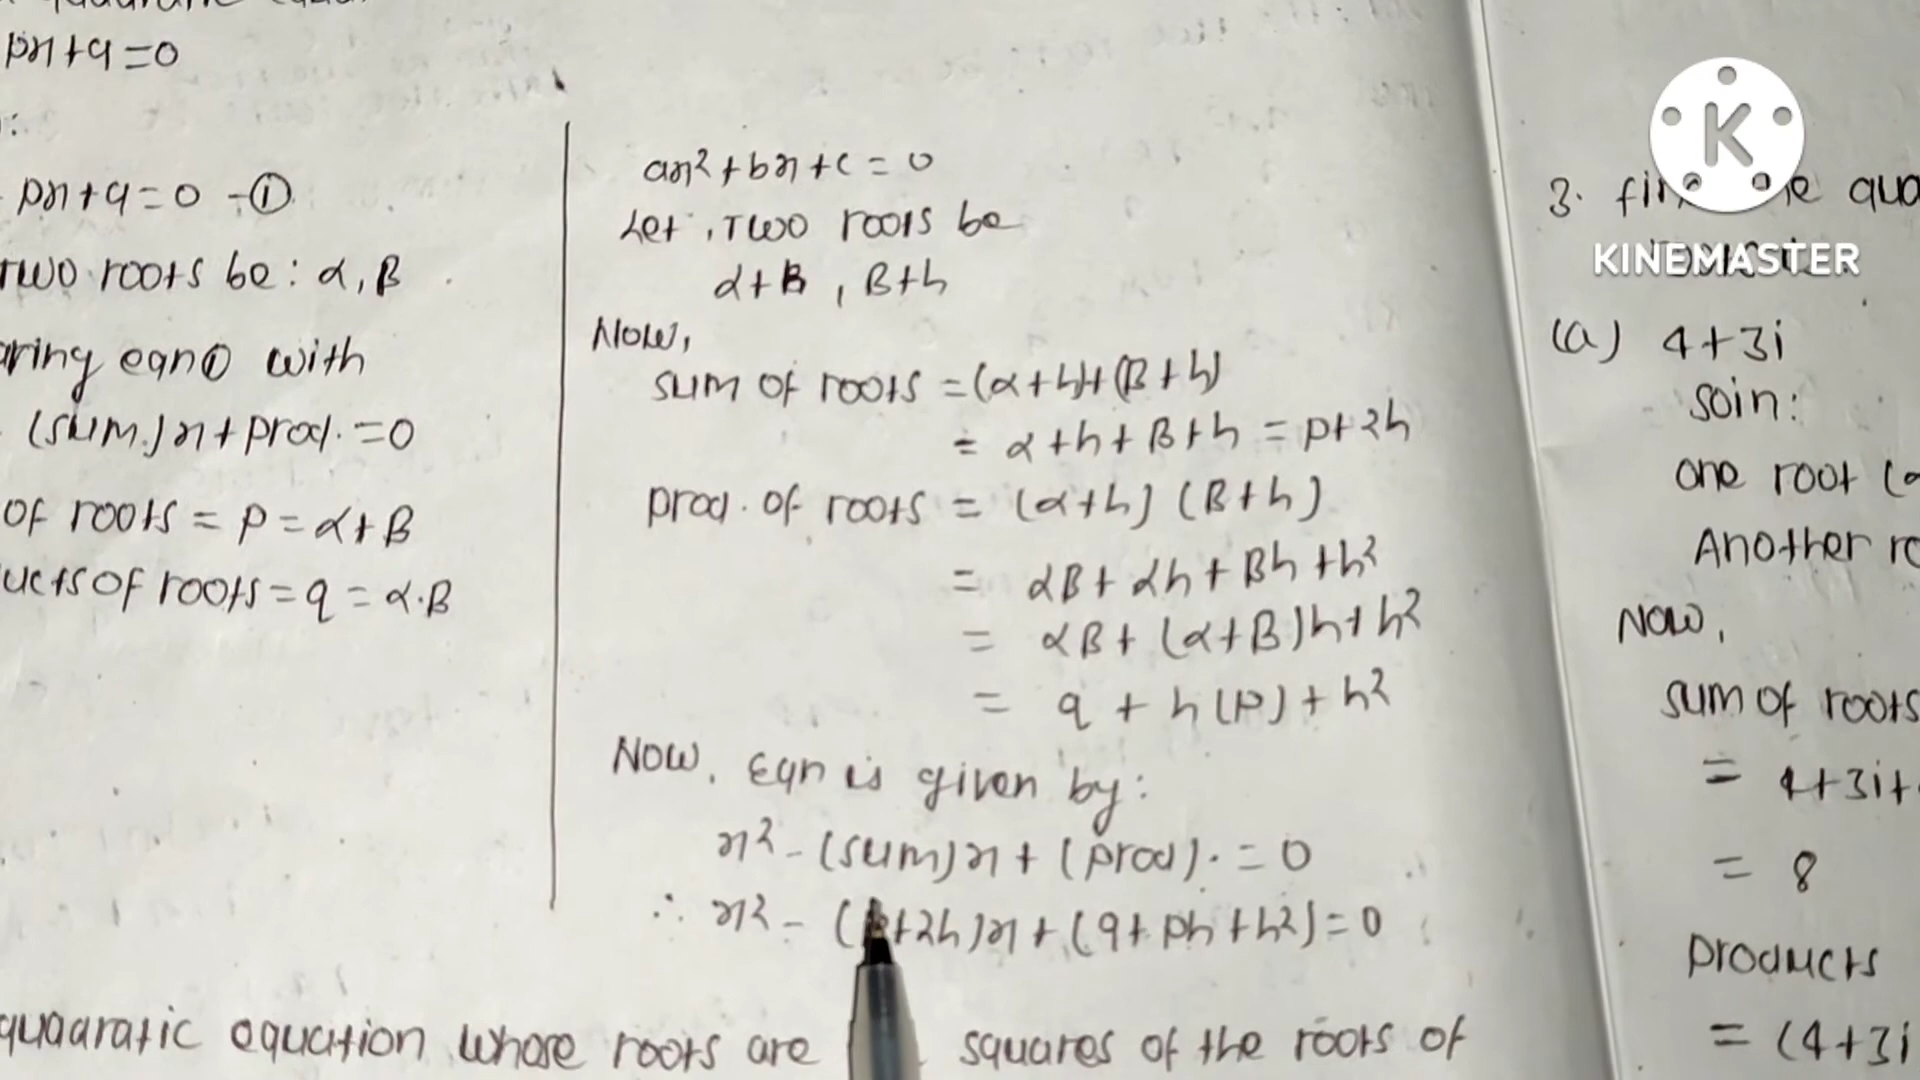 px+q=0
px+q=0 -①
two roots be: α, β
aring eqn① with
(sum.)x+prod.=0
of roots = p = α+β
ucts of roots = q = α.β
ax²+bx+c=0
Let, Two roots be
α+B, β+h
Now,
sum of roots = (α+h)+(β+h)
= α+h+β+h = p+2h
prod. of roots = (α+h) (β+h)
= αβ+αh+βh+h²
= αβ+(α+β)h+h²
= q + h(p)+h²
Now, Eqn is given by:
x²-(sum)x+(prod). = 0
∴ x²- ( +2h)x+(q+ph+h²)=0
quadratic equation whose roots are squares of the roots of
3. qua
(a) 4+3i
soln:
one root (α
Another ro
Now,
sum of roots
= 4+3i+
= 8
products
= (4+3i
KINEMASTER